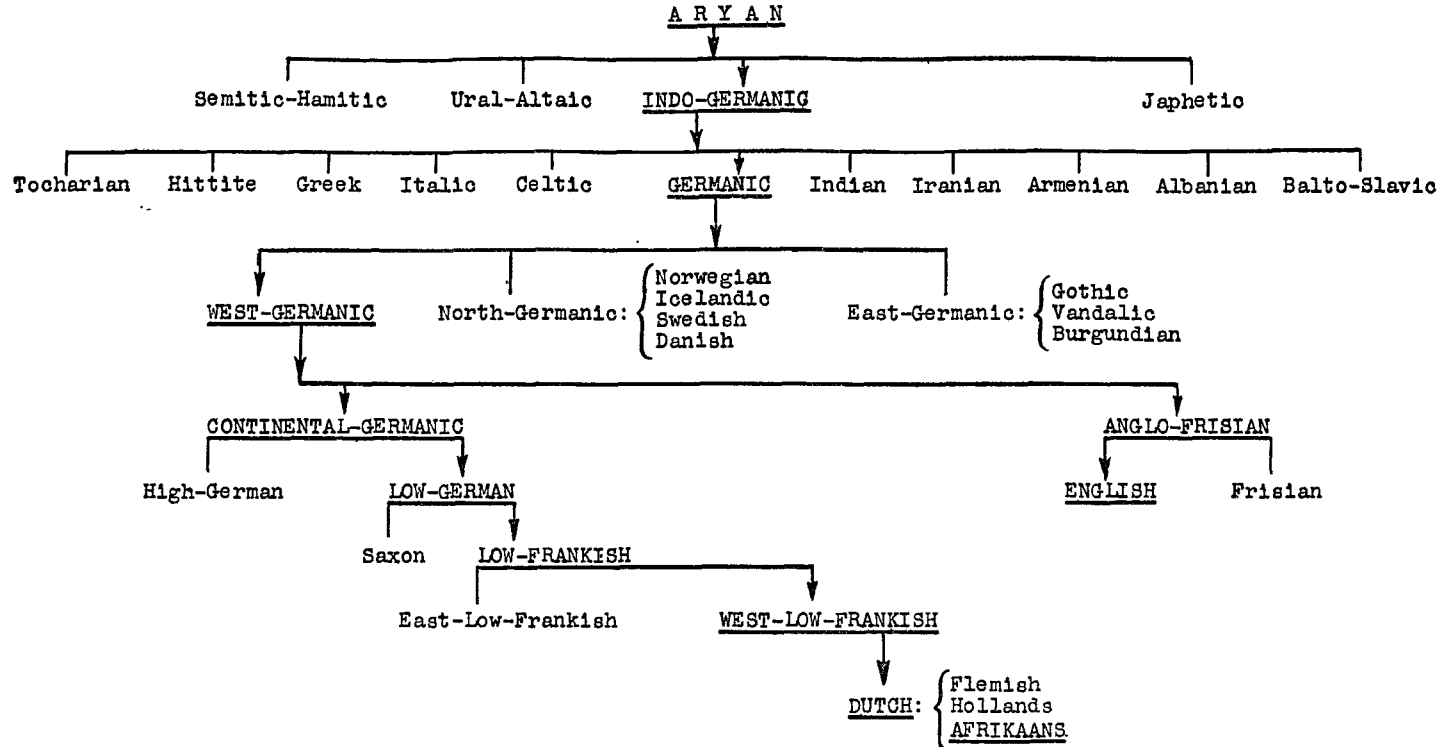 A R Y A N
Semitic-Hamitic Ural-Altaic INDO-GERMANIC Japhetic
Tocharian Hittite Greek Italic Celtic GERMANIC Indian Iranian Armenian Albanian Balto-Slavic
WEST-GERMANIC
North-Germanic:
Norwegian
Icelandic
Swedish
Danish
East-Germanic:
Gothic
Vandalic
Burgundian
CONTINENTAL-GERMANIC ANGLO-FRISIAN
High-German LOW-GERMAN ENGLISH Frisian
Saxon LOW-FRANKISH
East-Low-Frankish WEST-LOW-FRANKISH
DUTCH:
Flemish
Hollands
AFRIKAANS